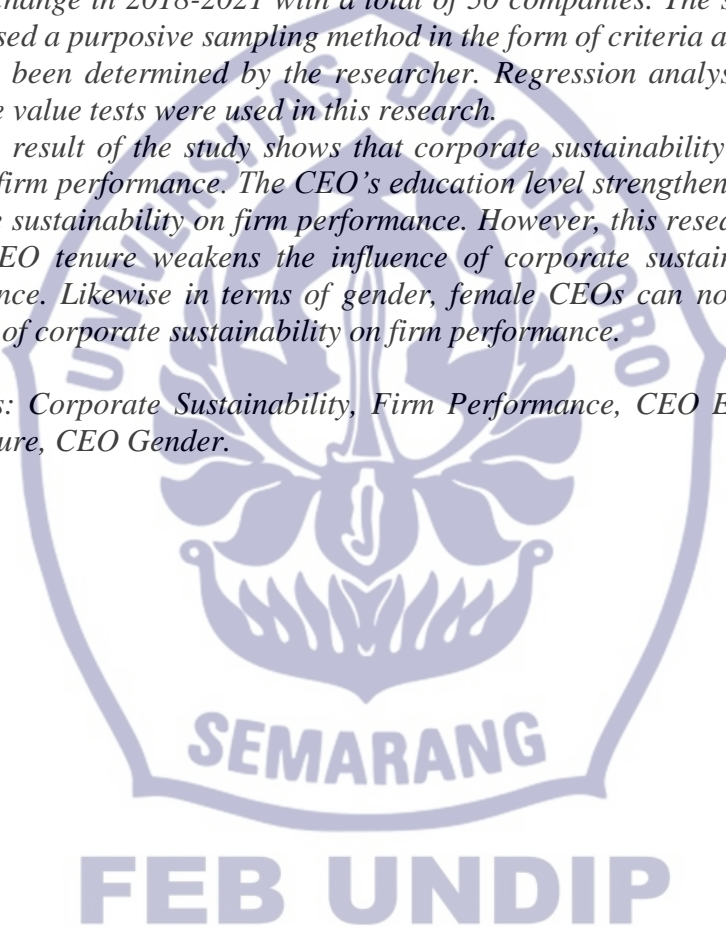 change in 2018-2021 with a total of 50 companies. The s
sed a purposive sampling method in the form of criteria a
been determined by the researcher. Regression analys
e value tests were used in this research.
result of the study shows that corporate sustainability
firm performance. The CEO's education level strengthen
e sustainability on firm performance. However, this resea
EO tenure weakens the influence of corporate sustain
nce. Likewise in terms of gender, female CEOs can no
of corporate sustainability on firm performance.
s: Corporate Sustainability, Firm Performance, CEO E
ure, CEO Gender.
UNIVERSITAS DIPONEGORO
SEMARANG
FEB UNDIP